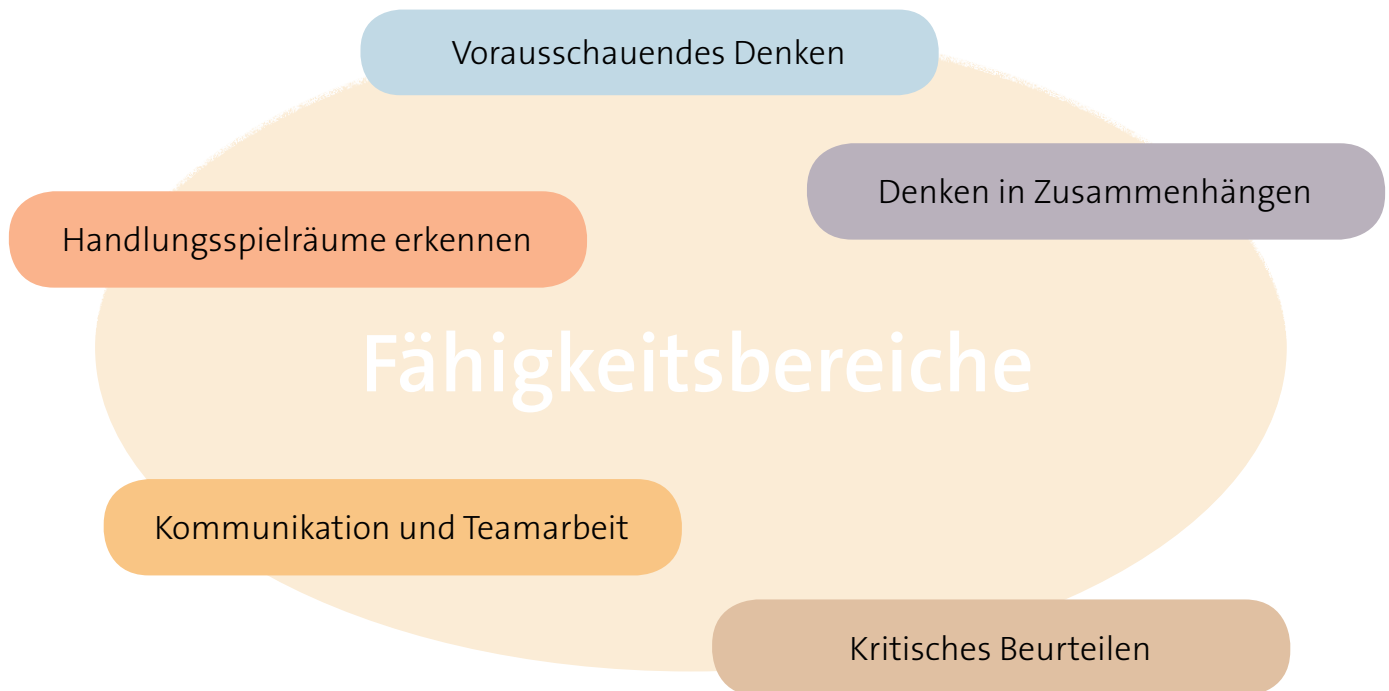 Vorausschauendes Denken
Denken in Zusammenhängen
Handlungsspielräume erkennen
Fähigkeitsbereiche
Kommunikation und Teamarbeit
Kritisches Beurteilen